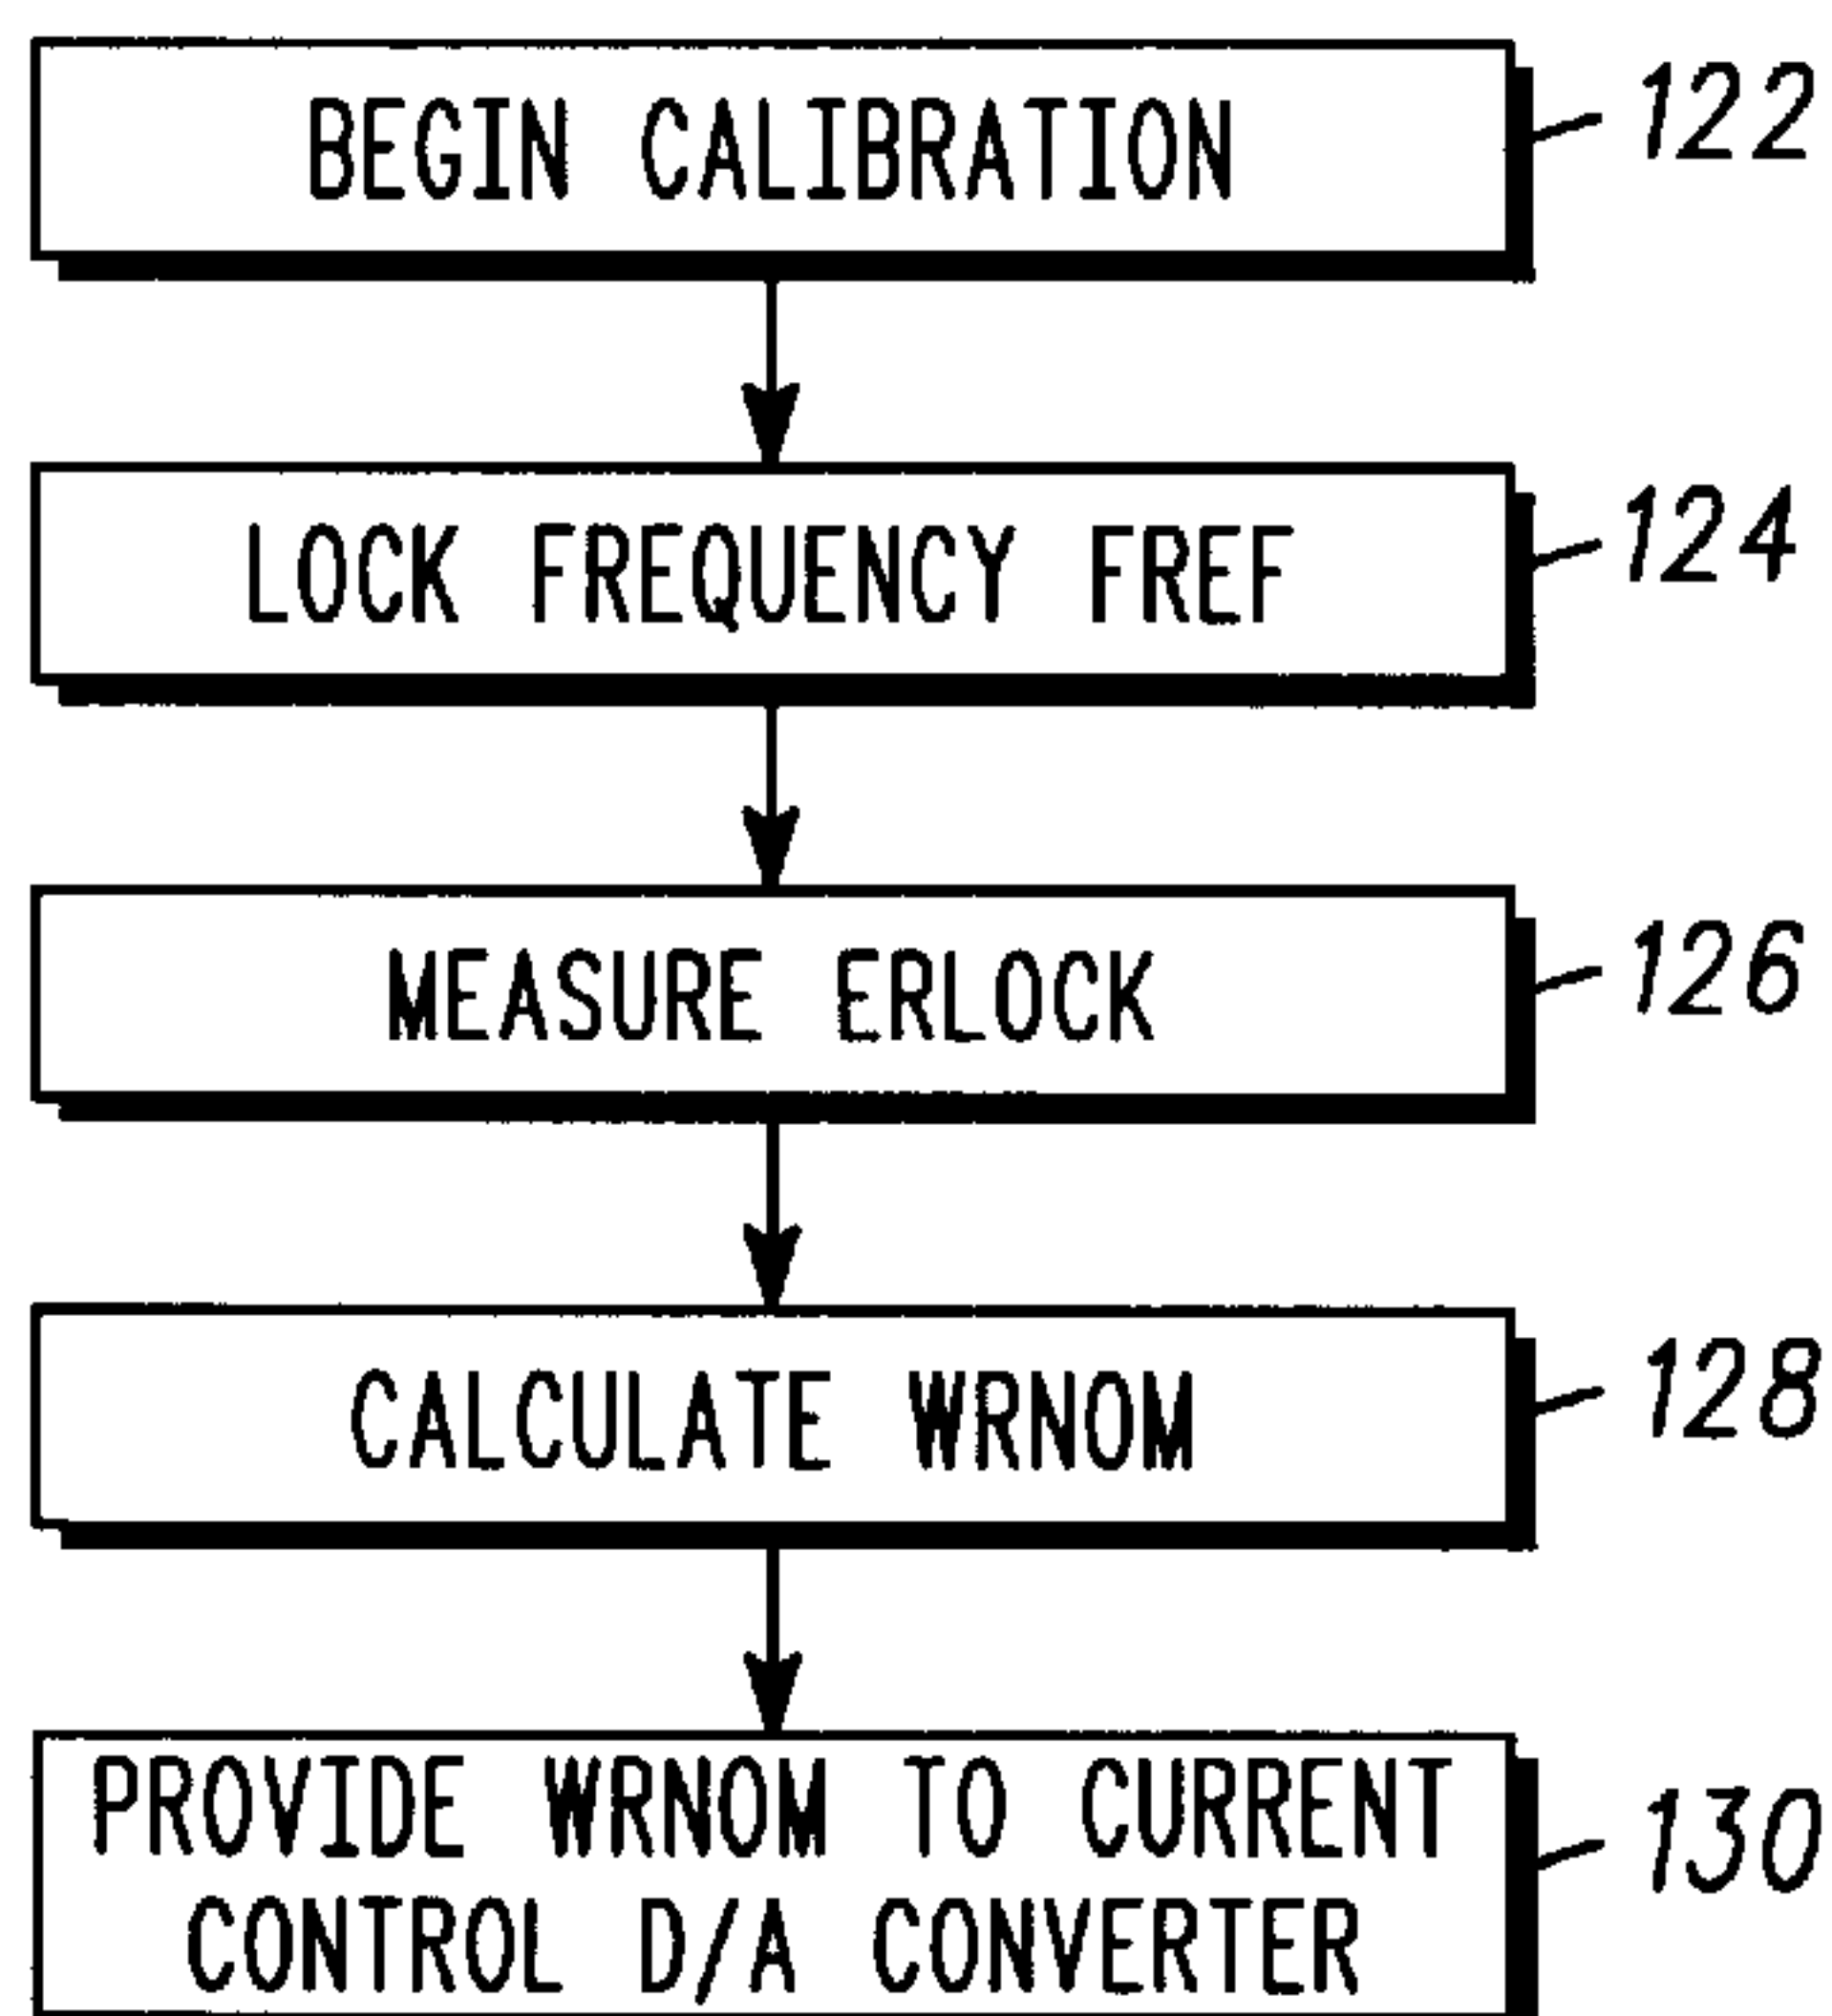 BEGIN CALIBRATION 122
LOCK FREQUENCY FREF 124
MEASURE ERLOCK 126
CALCULATE WRNOM 128
PROVIDE WRNOM TO CURRENT
CONTROL D/A CONVERTER 130